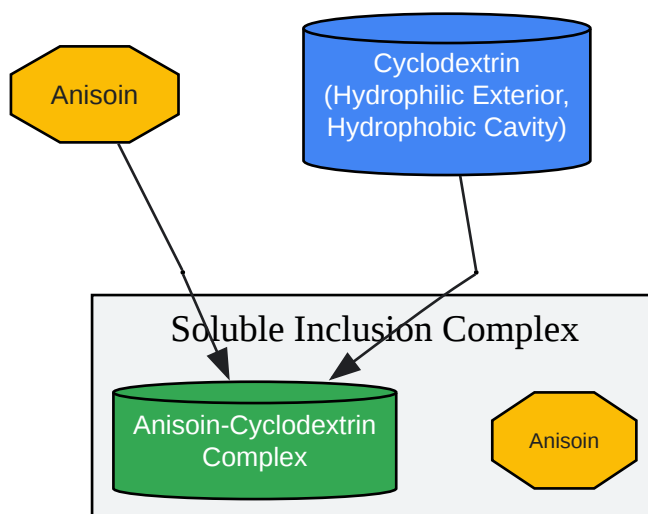 Anisoin
Cyclodextrin
(Hydrophilic Exterior,
Hydrophobic Cavity)
Soluble Inclusion Complex
Anisoin-Cyclodextrin
Complex
Anisoin